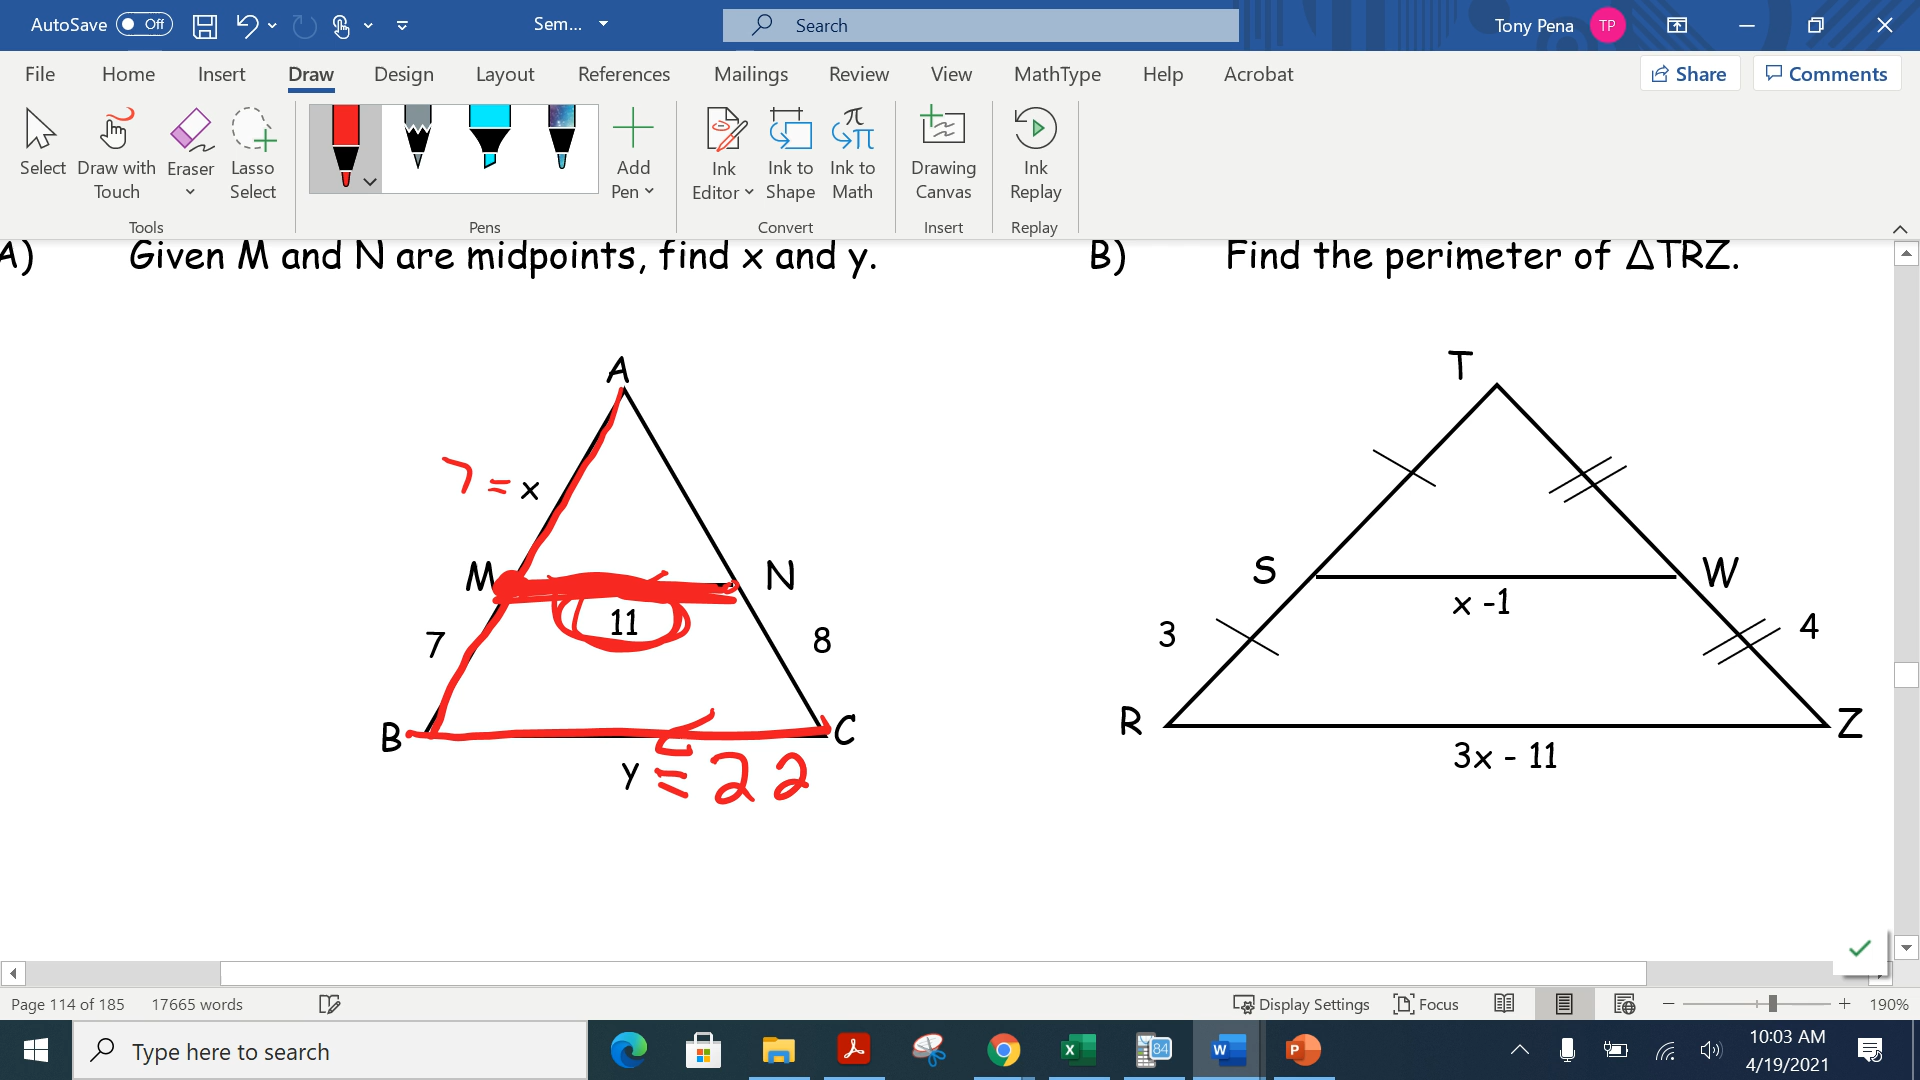 AutoSave Off Sem... Search Tony Pena TP
File Home Insert Draw Design Layout References Mailings Review View MathType Help Acrobat Share Comments
Select Draw with Touch Eraser Lasso Select Add Pen Ink Editor Ink to Shape Ink to Math Drawing Canvas Ink Replay
Tools Pens Convert Insert Replay
A) Given M and N are midpoints, find x and y. B) Find the perimeter of ΔTRZ.
A T
7 = x
M N S W
11 x -1
7 8 3 4
B C R Z
y = 22 3x - 11
Page 114 of 185 17665 words Display Settings Focus 190%
Type here to search 84 W P 10:03 AM
4/19/2021